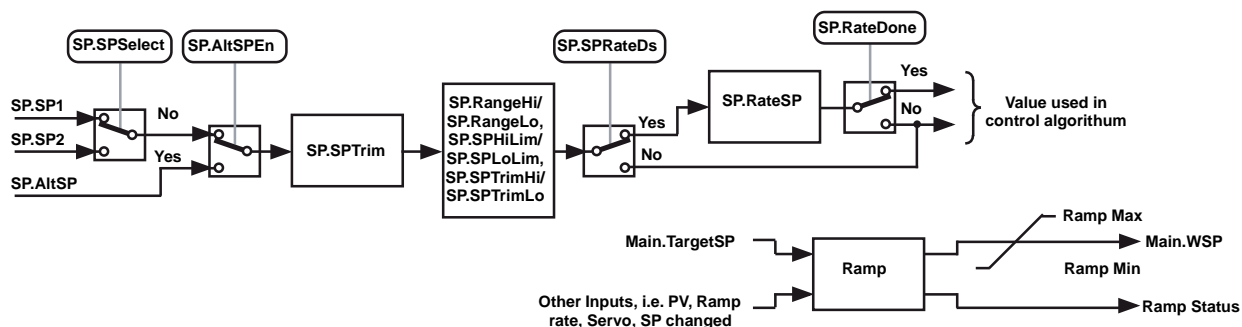 SP.SPSelect
SP.AltSPEn
SP.SPRateDs
SP.RateDone
SP.SP1
SP.SP2
SP.AltSP
No
Yes
SP.SPTrim
SP.RangeHi/
SP.RangeLo,
SP.SPHiLim/
SP.SPLoLim,
SP.SPTrimHi/
SP.SPTrimLo
Yes
No
SP.RateSP
Yes
No
Value used in
control algorithum
Main.TargetSP
Other Inputs, i.e. PV, Ramp
rate, Servo, SP changed
Ramp
Ramp Max
Main.WSP
Ramp Min
Ramp Status